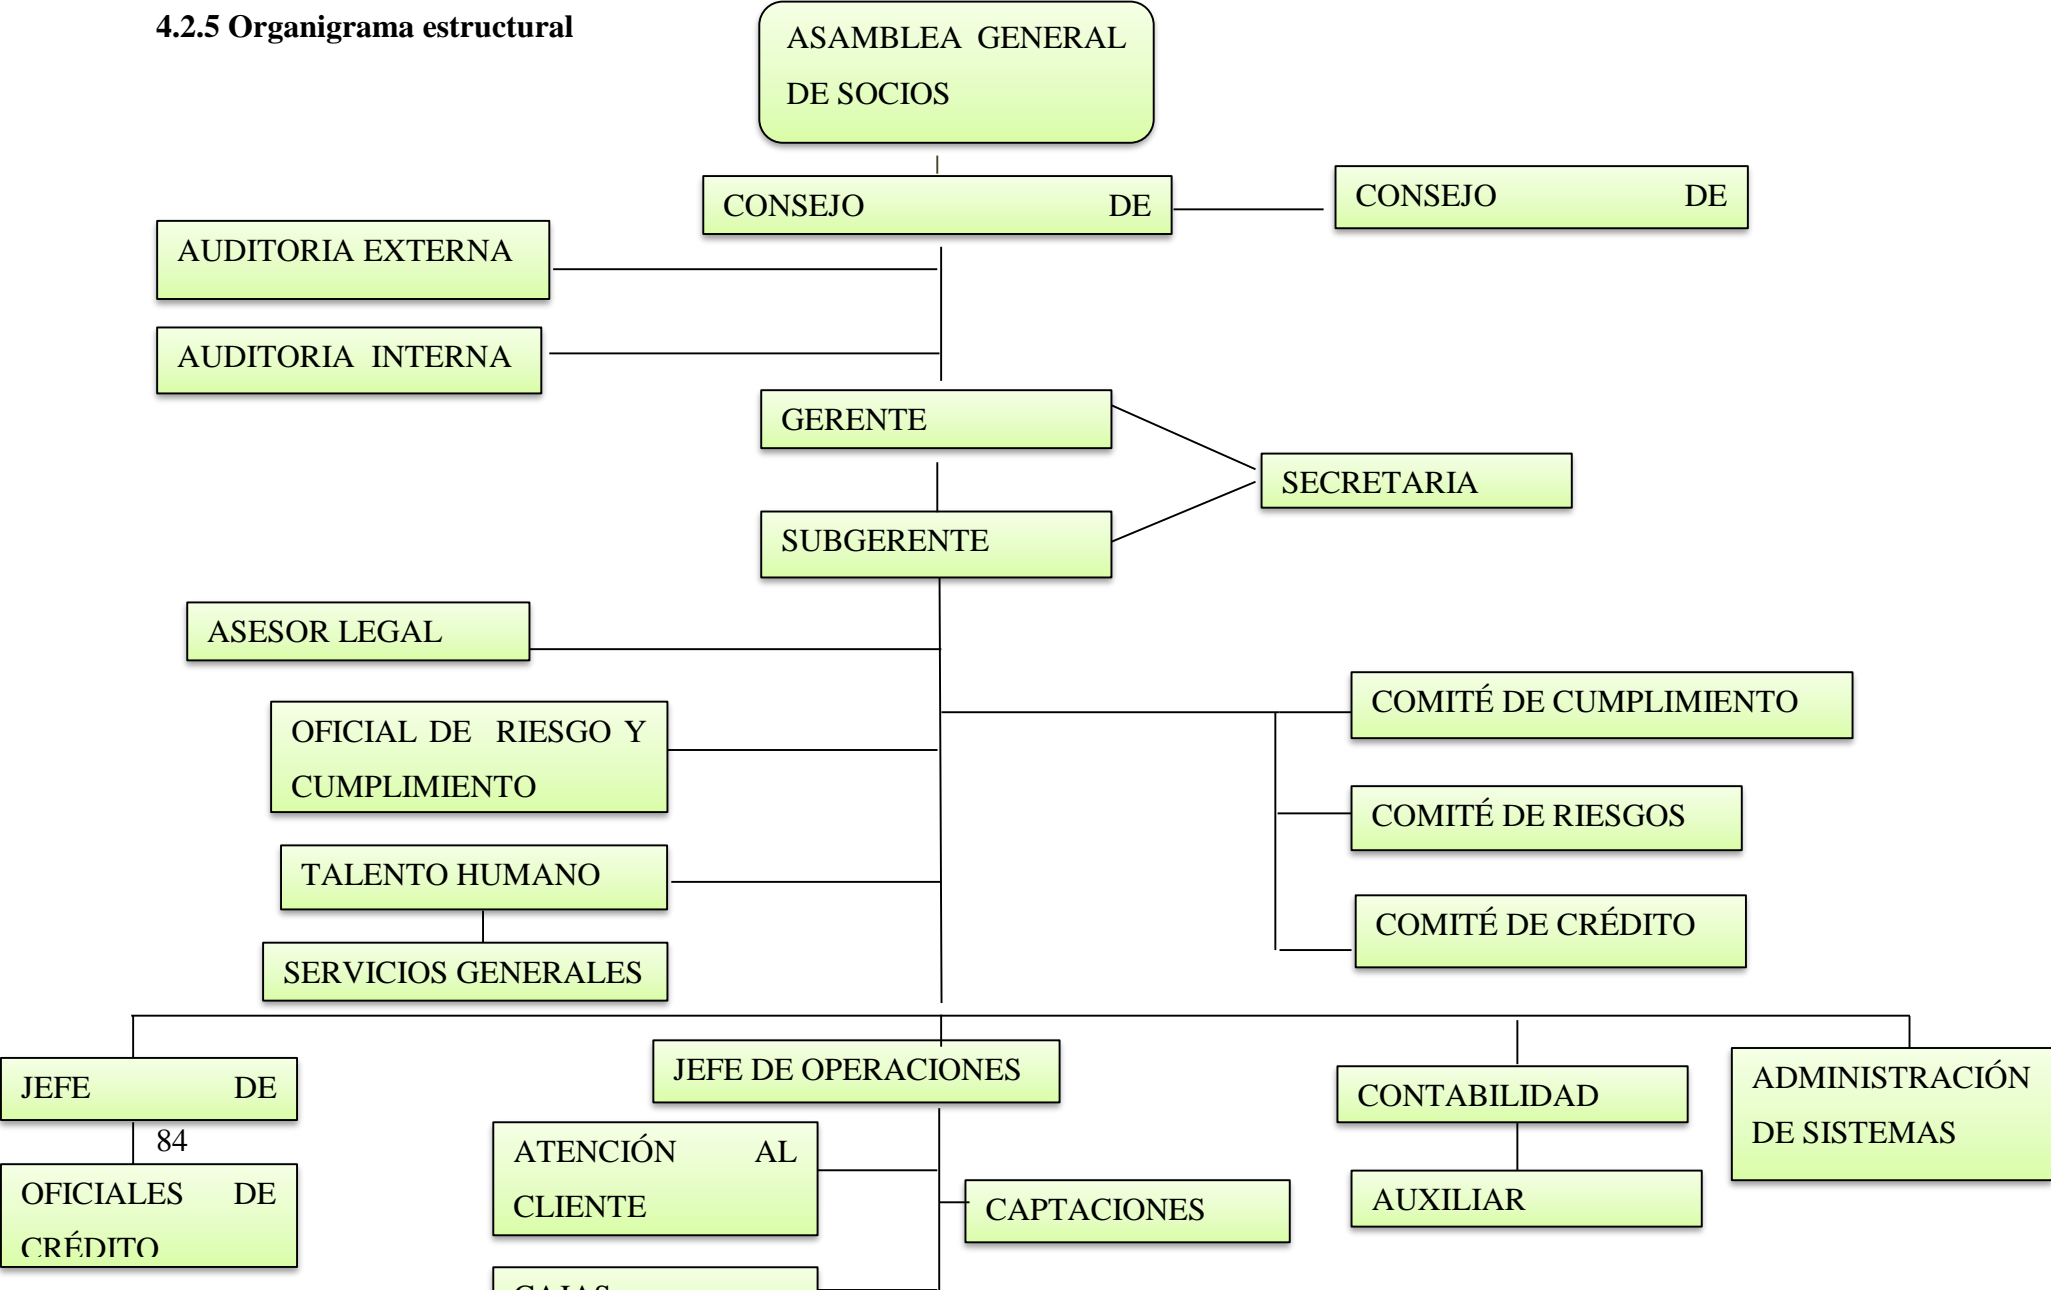 4.2.5 Organigrama estructural
ASAMBLEA GENERAL
DE SOCIOS
CONSEJO DE
CONSEJO DE
AUDITORIA EXTERNA
AUDITORIA INTERNA
GERENTE
SECRETARIA
SUBGERENTE
ASESOR LEGAL
OFICIAL DE RIESGO Y
CUMPLIMIENTO
COMITÉ DE CUMPLIMIENTO
COMITÉ DE RIESGOS
TALENTO HUMANO
COMITÉ DE CRÉDITO
SERVICIOS GENERALES
JEFE DE
JEFE DE OPERACIONES
CONTABILIDAD
ADMINISTRACIÓN
DE SISTEMAS
84
OFICIALES DE
CRÉDITO
ATENCIÓN AL
CLIENTE
CAPTACIONES
AUXILIAR
CAJAS